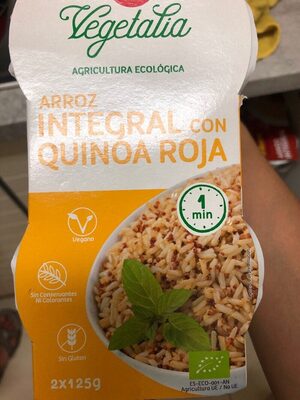 Vegetalia
AGRICULTURA ECOLÓGICA
ARROZ
INTEGRAL CON
QUINOA ROJA
1
min
Vegano
Sin Conservantes
Ni Colorantes
Sin Gluten
2x125g
ES-ECO-001-AN
Agricultura UE / No UE